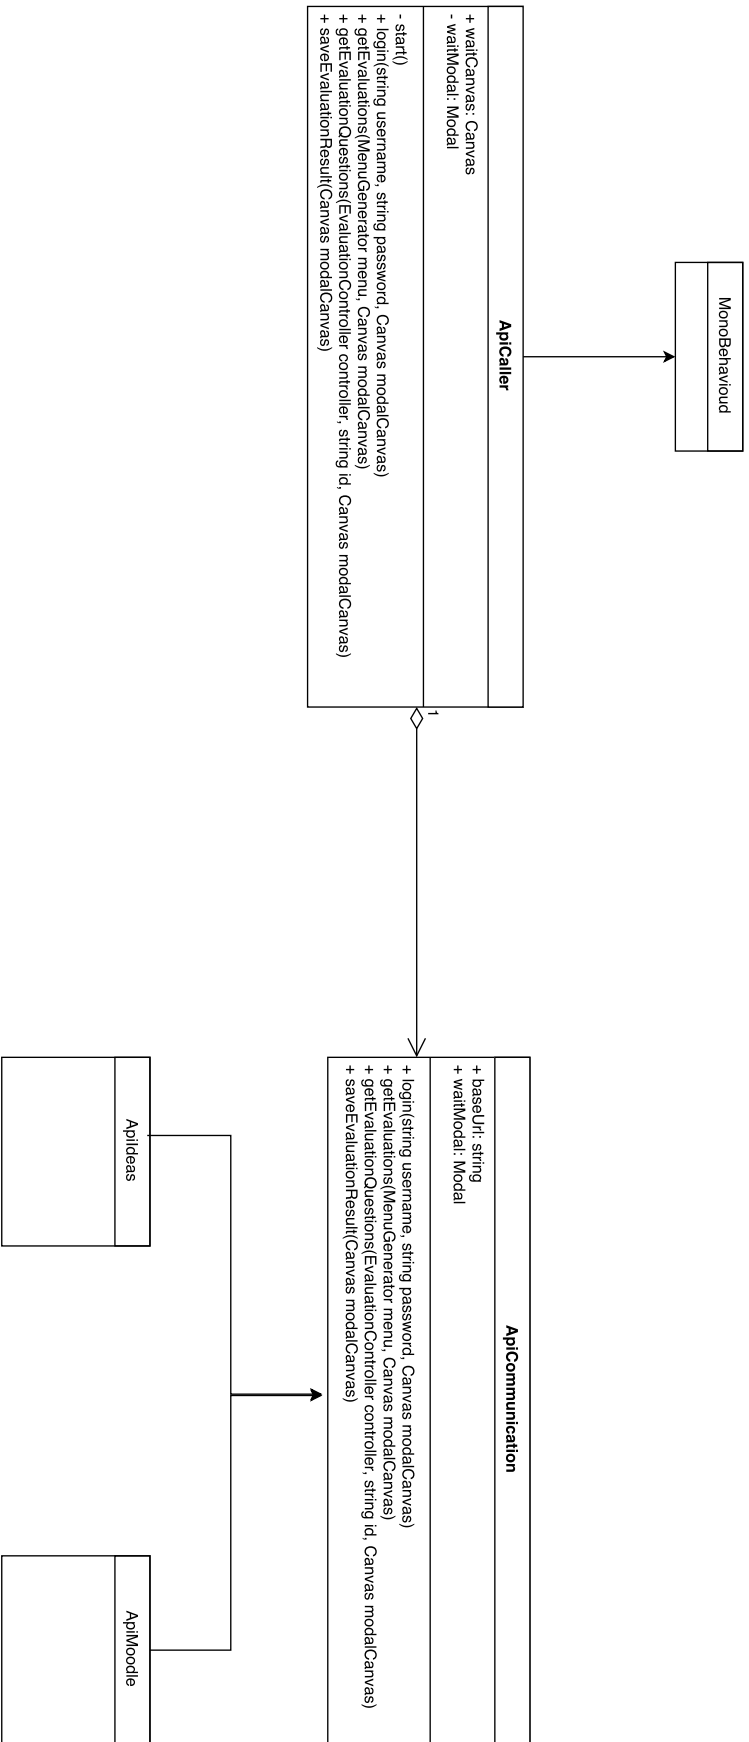 MonoBehavioud
ApiCaller
+ waitCanvas: Canvas
- waitModal: Modal
- start()
+ login(string username, string password, Canvas modalCanvas)
+ getEvaluations(MenuGenerator menu, Canvas modalCanvas)
+ getEvaluationQuestions(EvaluationController controller, string id, Canvas modalCanvas)
+ saveEvaluationResult(Canvas modalCanvas)
1
ApiCommunication
+ baseUrl: string
+ waitModal: Modal
+ login(string username, string password, Canvas modalCanvas)
+ getEvaluations(MenuGenerator menu, Canvas modalCanvas)
+ getEvaluationQuestions(EvaluationController controller, string id, Canvas modalCanvas)
+ saveEvaluationResult(Canvas modalCanvas)
ApiIdeas
ApiMoodle